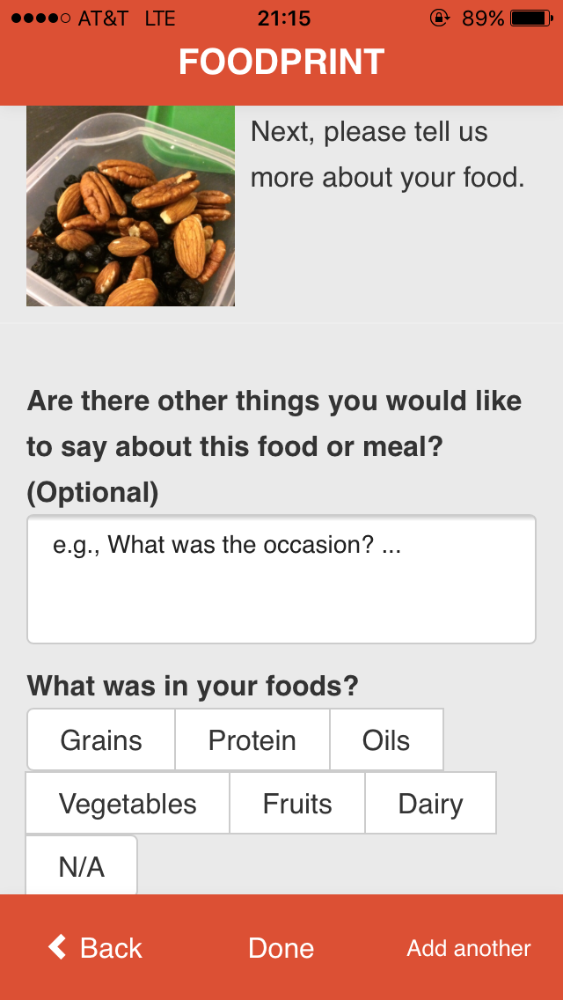 AT&T LTE 21:15 89%
FOODPRINT
Next, please tell us
more about your food.
Are there other things you would like
to say about this food or meal?
(Optional)
e.g., What was the occasion? ...
What was in your foods?
Grains Protein Oils
Vegetables Fruits Dairy
N/A
Back Done Add another